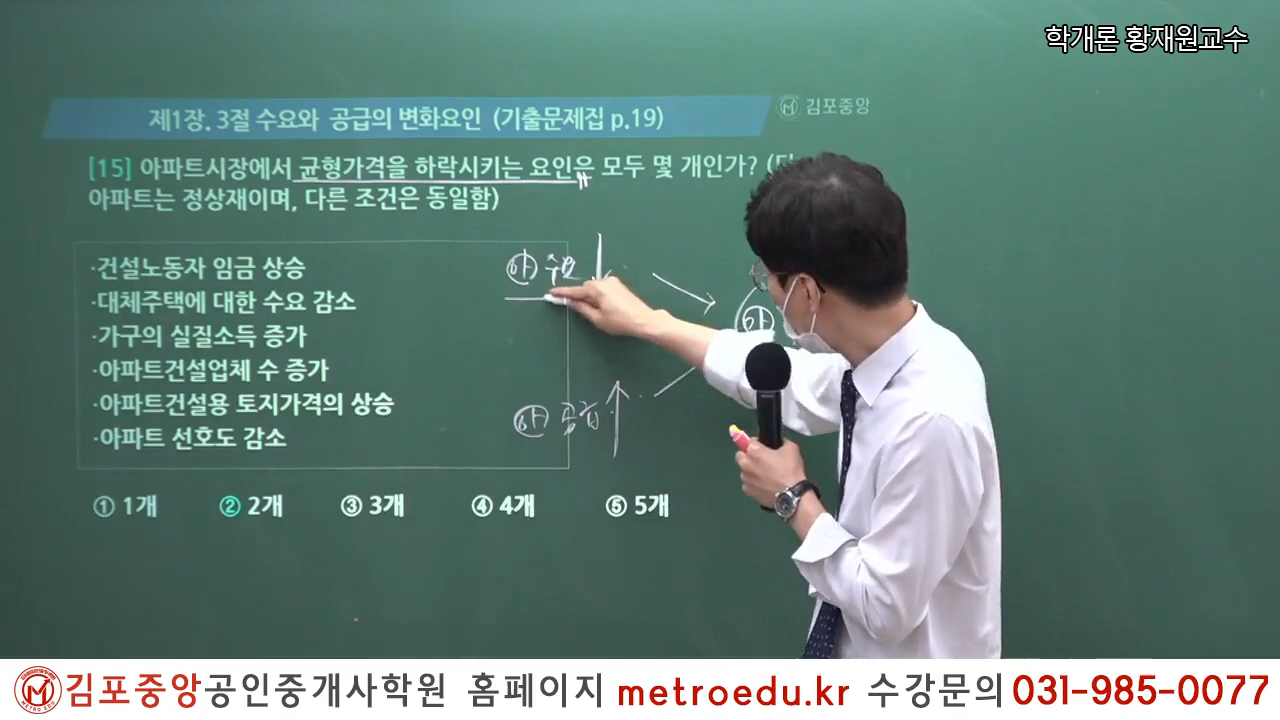 학개론 황재원교수
제1장. 3절 수요와 공급의 변화요인 (기출문제집 p.19)
김포중앙
[15] 아파트시장에서 균형가격을 하락시키는 요인은 모두 몇 개인가? (단
아파트는 정상재이며, 다른 조건은 동일함)
·건설노동자 임금 상승
·대체주택에 대한 수요 감소
·가구의 실질소득 증가
·아파트건설업체 수 증가
·아파트건설용 토지가격의 상승
·아파트 선호도 감소
아 수요
아
아 공급
① 1개 ② 2개 ③ 3개 ④ 4개 ⑤ 5개
METRO EDU
김포중앙공인중개사학원 홈페이지 metroedu.kr 수강문의 031-985-0077